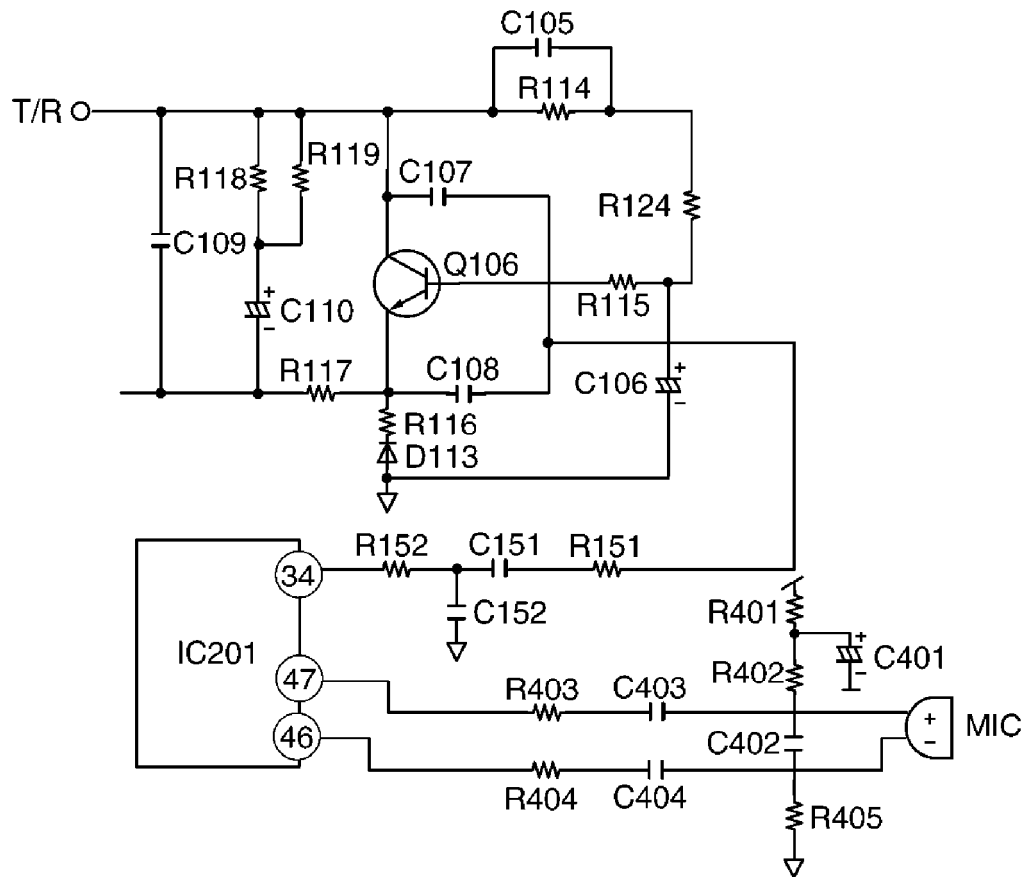 C105
R114
T/R
R118
R119
C107
R124
C109
Q106
R115
C110
R117
C108
C106
R116
D113
R152
C151
R151
34
C152
R401
IC201
R402
C401
47
R403
C403
+
MIC
46
C402
−
R404
C404
R405
+
−
+
−
+
−